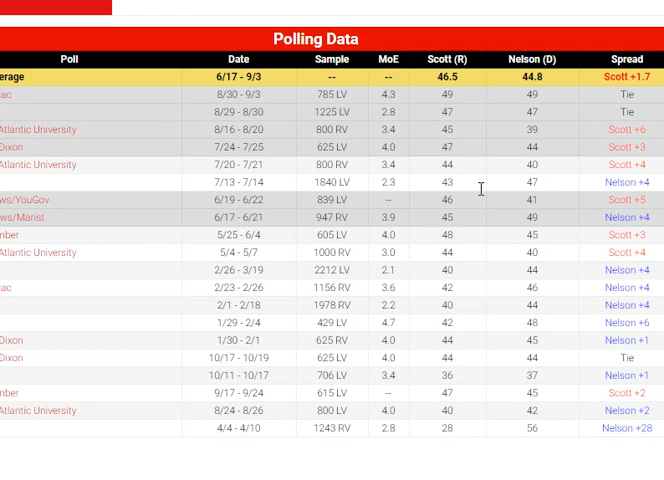 Polling Data
Poll Date Sample MoE Scott (R) Nelson (D) Spread
erage 6/17 - 9/3 -- -- 46.5 44.8 Scott +1.7
iac 8/30 - 9/3 785 LV 4.3 49 49 Tie
8/29 - 8/30 1225 LV 2.8 47 47 Tie
Atlantic University 8/16 - 8/20 800 RV 3.4 45 39 Scott +6
Dixon 7/24 - 7/25 625 LV 4.0 47 44 Scott +3
Atlantic University 7/20 - 7/21 800 RV 3.4 44 40 Scott +4
7/13 - 7/14 1840 LV 2.3 43 47 Nelson +4
ws/YouGov 6/19 - 6/22 839 LV -- 46 41 Scott +5
ws/Marist 6/17 - 6/21 947 RV 3.9 45 49 Nelson +4
mber 5/25 - 6/4 605 LV 4.0 48 45 Scott +3
Atlantic University 5/4 - 5/7 1000 RV 3.0 44 40 Scott +4
2/26 - 3/19 2212 LV 2.1 40 44 Nelson +4
iac 2/23 - 2/26 1156 RV 3.6 42 46 Nelson +4
2/1 - 2/18 1978 RV 2.2 40 44 Nelson +4
1/29 - 2/4 429 LV 4.7 42 48 Nelson +6
Dixon 1/30 - 2/1 625 RV 4.0 44 45 Nelson +1
Dixon 10/17 - 10/19 625 LV 4.0 44 44 Tie
10/11 - 10/17 706 LV 3.4 36 37 Nelson +1
mber 9/17 - 9/24 615 LV -- 47 45 Scott +2
Atlantic University 8/24 - 8/26 800 LV 4.0 40 42 Nelson +2
4/4 - 4/10 1243 RV 2.8 28 56 Nelson +28